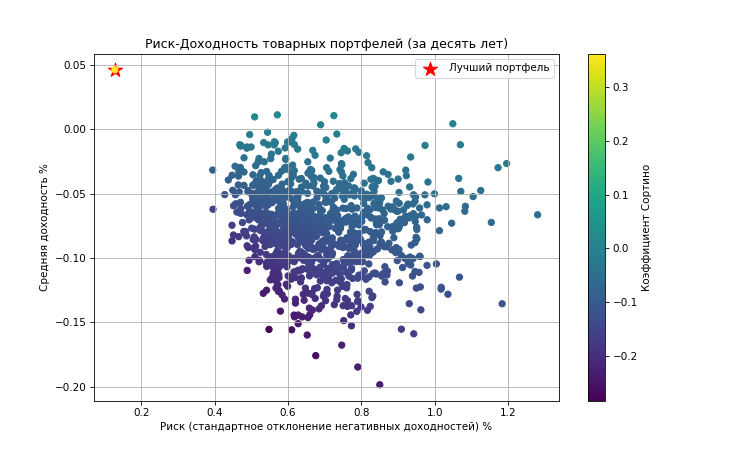 Риск-Доходность товарных портфелей (за десять лет)
Лучший портфель
Средняя доходность %
0.05
0.00
−0.05
−0.10
−0.15
−0.20
0.2 0.4 0.6 0.8 1.0 1.2
Риск (стандартное отклонение негативных доходностей) %
0.3
0.2
0.1
0.0
−0.1
−0.2
Коэффициент Сортино